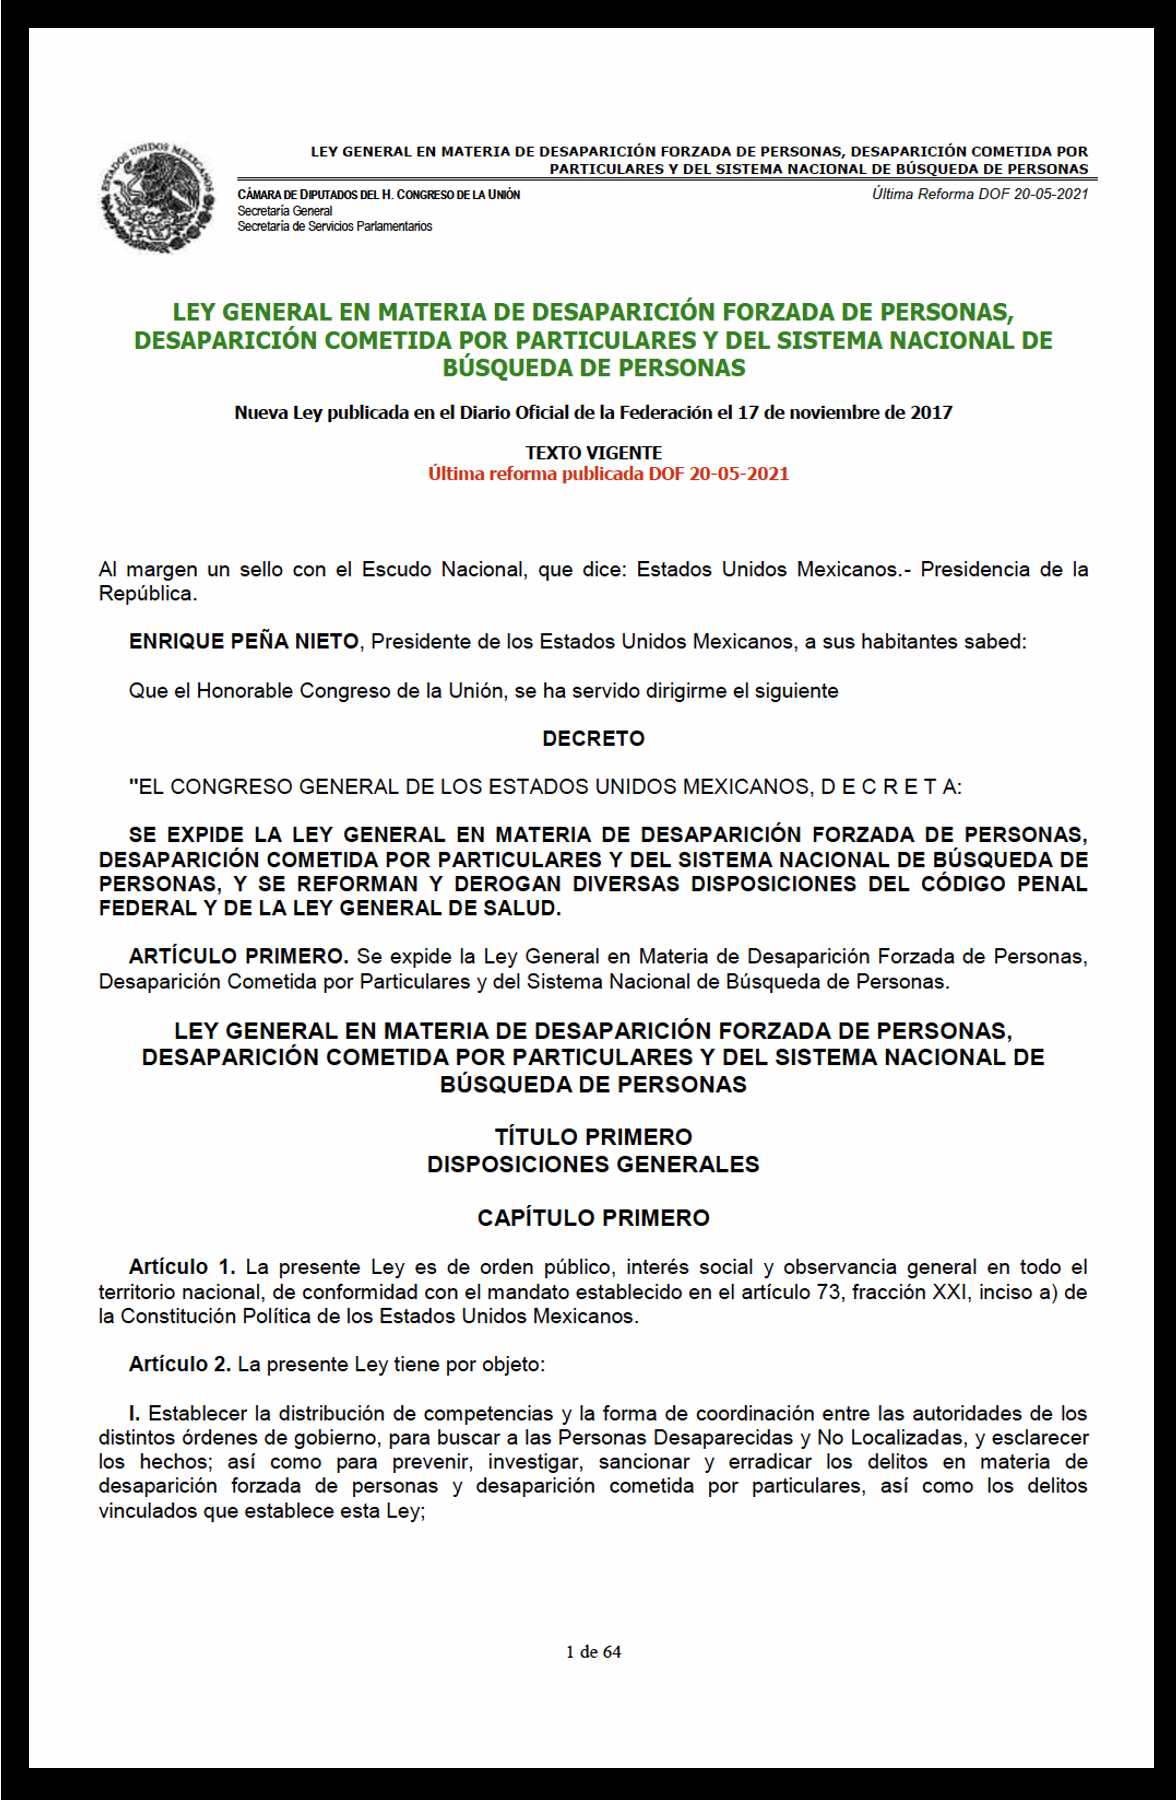 ESTADOS UNIDOS MEXICANOS
LEY GENERAL EN MATERIA DE DESAPARICIÓN FORZADA DE PERSONAS, DESAPARICIÓN COMETIDA POR
PARTICULARES Y DEL SISTEMA NACIONAL DE BÚSQUEDA DE PERSONAS
CÁMARA DE DIPUTADOS DEL H. CONGRESO DE LA UNIÓN
Última Reforma DOF 20-05-2021
Secretaría General
Secretaría de Servicios Parlamentarios
LEY GENERAL EN MATERIA DE DESAPARICIÓN FORZADA DE PERSONAS,
DESAPARICIÓN COMETIDA POR PARTICULARES Y DEL SISTEMA NACIONAL DE
BÚSQUEDA DE PERSONAS
Nueva Ley publicada en el Diario Oficial de la Federación el 17 de noviembre de 2017
TEXTO VIGENTE
Última reforma publicada DOF 20-05-2021
Al margen un sello con el Escudo Nacional, que dice: Estados Unidos Mexicanos.- Presidencia de la
República.
ENRIQUE PEÑA NIETO, Presidente de los Estados Unidos Mexicanos, a sus habitantes sabed:
Que el Honorable Congreso de la Unión, se ha servido dirigirme el siguiente
DECRETO
"EL CONGRESO GENERAL DE LOS ESTADOS UNIDOS MEXICANOS, D E C R E T A:
SE EXPIDE LA LEY GENERAL EN MATERIA DE DESAPARICIÓN FORZADA DE PERSONAS,
DESAPARICIÓN COMETIDA POR PARTICULARES Y DEL SISTEMA NACIONAL DE BÚSQUEDA DE
PERSONAS, Y SE REFORMAN Y DEROGAN DIVERSAS DISPOSICIONES DEL CÓDIGO PENAL
FEDERAL Y DE LA LEY GENERAL DE SALUD.
ARTÍCULO PRIMERO. Se expide la Ley General en Materia de Desaparición Forzada de Personas,
Desaparición Cometida por Particulares y del Sistema Nacional de Búsqueda de Personas.
LEY GENERAL EN MATERIA DE DESAPARICIÓN FORZADA DE PERSONAS,
DESAPARICIÓN COMETIDA POR PARTICULARES Y DEL SISTEMA NACIONAL DE
BÚSQUEDA DE PERSONAS
TÍTULO PRIMERO
DISPOSICIONES GENERALES
CAPÍTULO PRIMERO
Artículo 1. La presente Ley es de orden público, interés social y observancia general en todo el
territorio nacional, de conformidad con el mandato establecido en el artículo 73, fracción XXI, inciso a) de
la Constitución Política de los Estados Unidos Mexicanos.
Artículo 2. La presente Ley tiene por objeto:
I. Establecer la distribución de competencias y la forma de coordinación entre las autoridades de los
distintos órdenes de gobierno, para buscar a las Personas Desaparecidas y No Localizadas, y esclarecer
los hechos; así como para prevenir, investigar, sancionar y erradicar los delitos en materia de
desaparición forzada de personas y desaparición cometida por particulares, así como los delitos
vinculados que establece esta Ley;
1 de 64